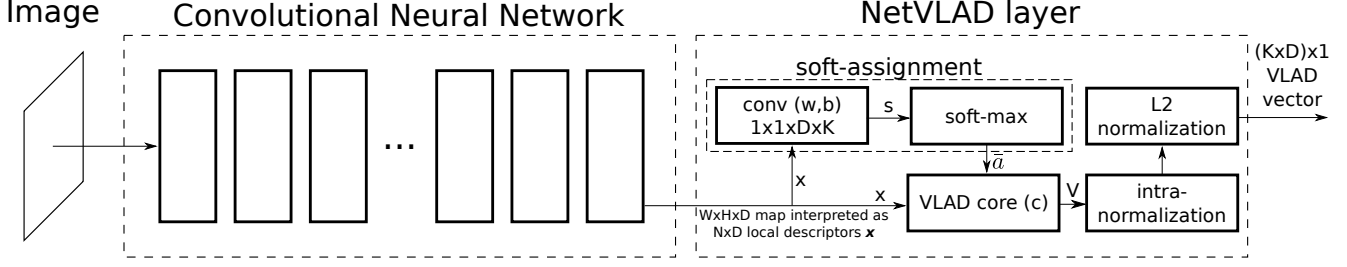 Image
Convolutional Neural Network
...
NetVLAD layer
soft-assignment
conv (w,b)
1x1xDxK
s
soft-max
L2
normalization
(KxD)x1
VLAD
vector
x
ā
x
WxHxD map interpreted as
NxD local descriptors x
VLAD core (c)
V
intra-
normalization